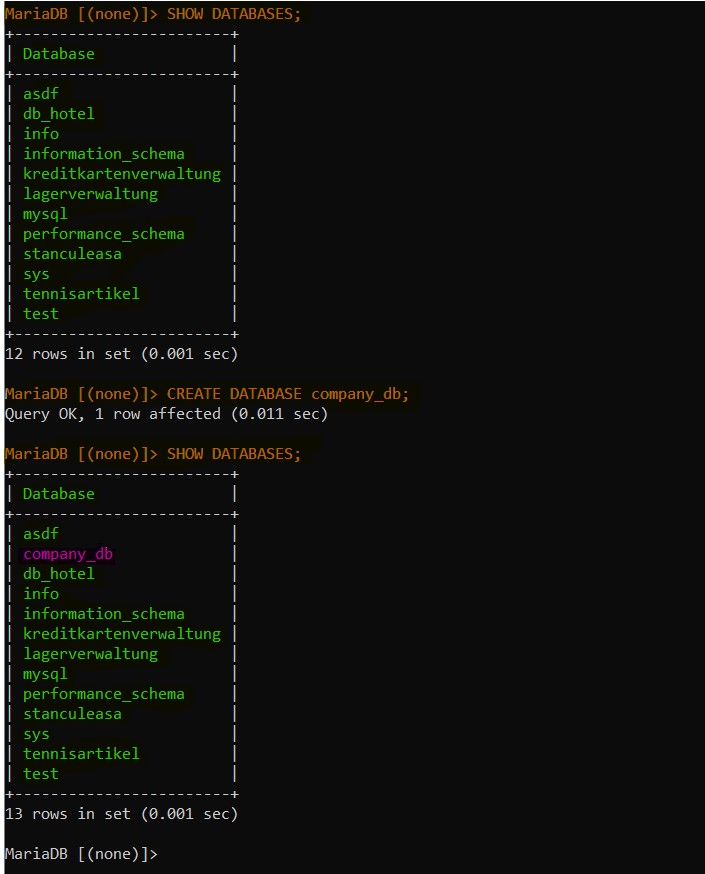 MariaDB [(none)]> SHOW DATABASES;
+------------------------+
| Database               |
+------------------------+
| asdf                   |
| db_hotel               |
| info                   |
| information_schema     |
| kreditkartenverwaltung |
| lagerverwaltung        |
| mysql                  |
| performance_schema     |
| stanculeasa            |
| sys                    |
| tennisartikel          |
| test                   |
+------------------------+
12 rows in set (0.001 sec)

MariaDB [(none)]> CREATE DATABASE company_db;
Query OK, 1 row affected (0.011 sec)

MariaDB [(none)]> SHOW DATABASES;
+------------------------+
| Database               |
+------------------------+
| asdf                   |
| company_db             |
| db_hotel               |
| info                   |
| information_schema     |
| kreditkartenverwaltung |
| lagerverwaltung        |
| mysql                  |
| performance_schema     |
| stanculeasa            |
| sys                    |
| tennisartikel          |
| test                   |
+------------------------+
13 rows in set (0.001 sec)

MariaDB [(none)]>